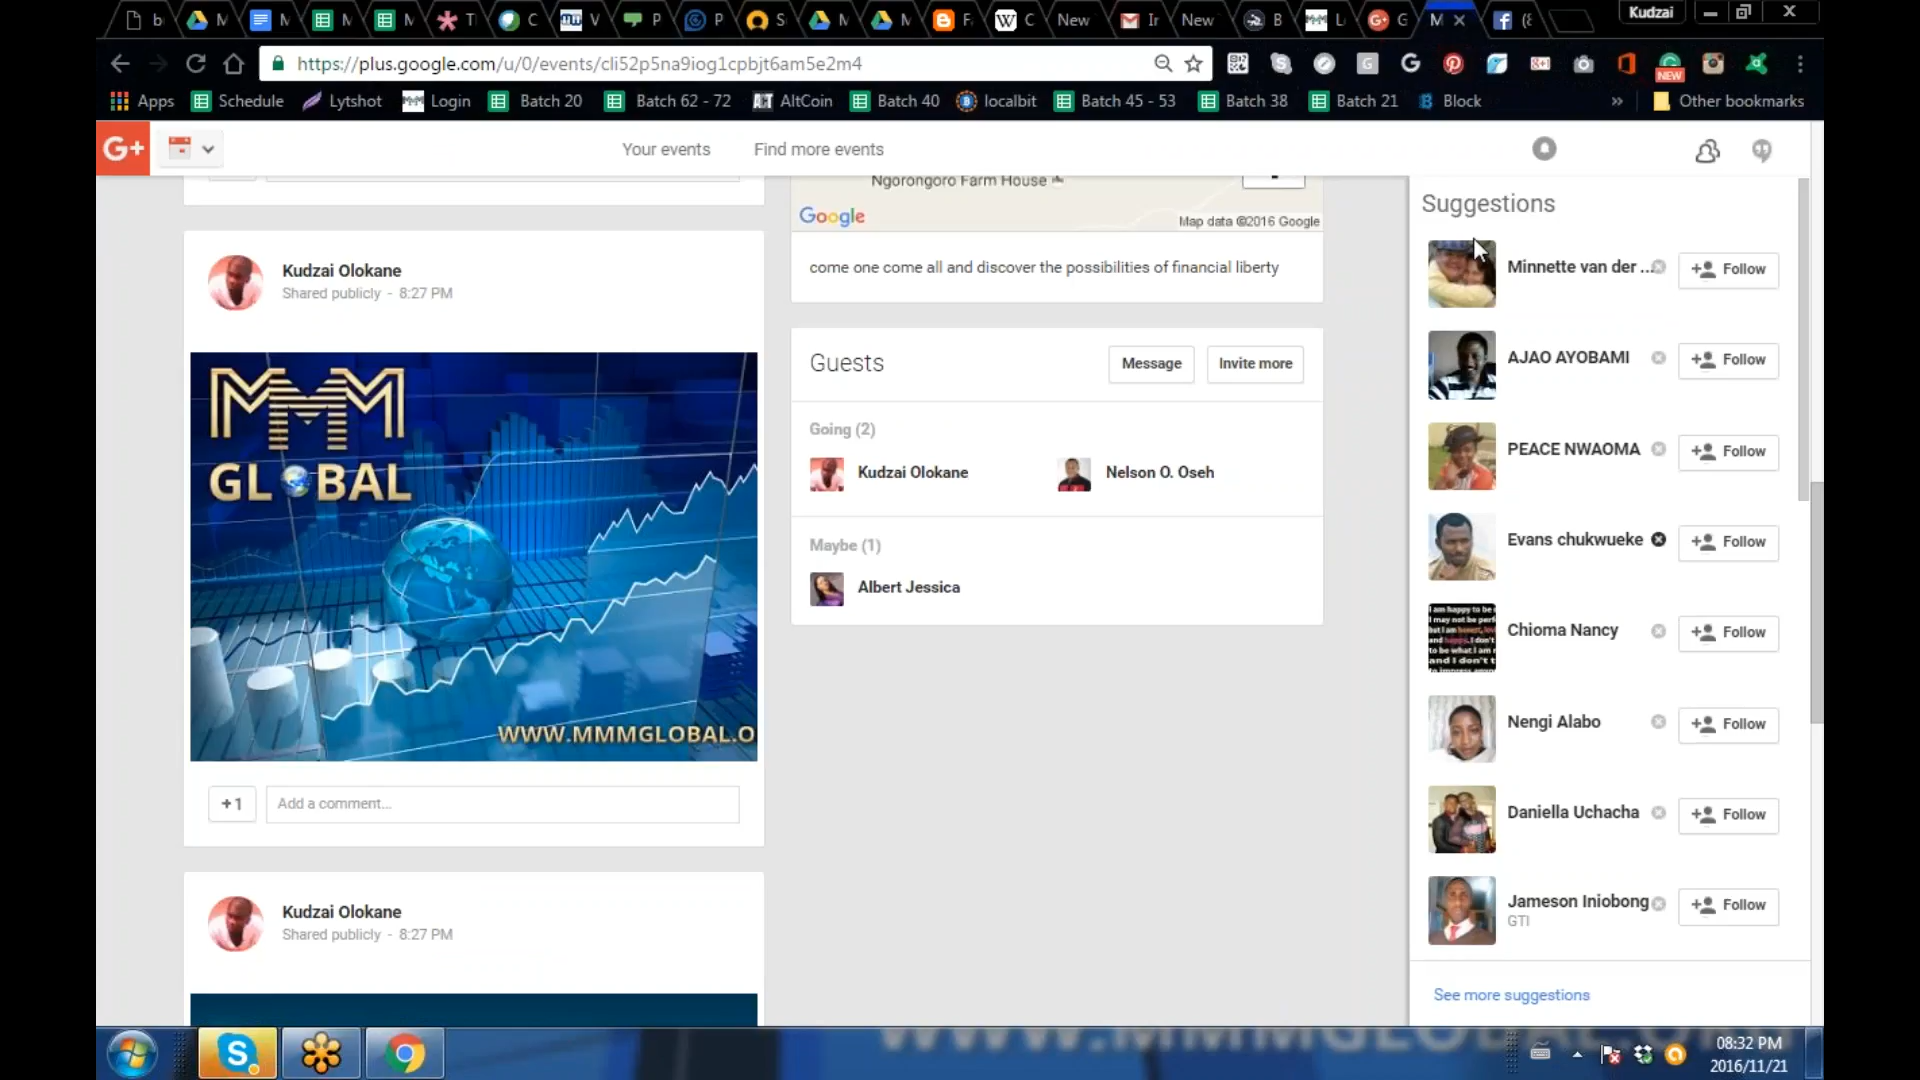 b
M
M
M
M
T
C
V
P
P
S
M
M
F
C
New
Ir
New
B
L
G
M
(8
Kudzai
https://plus.google.com/u/0/events/cli52p5na9iog1cpbjt6am5e2m4
NEW
Apps
Schedule
Lytshot
Login
Batch 20
Batch 62 - 72
AltCoin
Batch 40
localbit
Batch 45 - 53
Batch 38
Batch 21
Block
»
Other bookmarks
G+
Your events
Find more events
Ngorongoro Farm House
Google
Map data ©2016 Google
come one come all and discover the possibilities of financial liberty
Kudzai Olokane
Shared publicly - 8:27 PM
MMM
GLOBAL
WWW.MMMGLOBAL.O
+1
Add a comment...
Kudzai Olokane
Shared publicly - 8:27 PM
Guests
Message
Invite more
Going (2)
Kudzai Olokane
Nelson O. Oseh
Maybe (1)
Albert Jessica
Suggestions
Minnette van der ...
Follow
AJAO AYOBAMI
Follow
PEACE NWAOMA
Follow
Evans chukwueke
Follow
Chioma Nancy
Follow
Nengi Alabo
Follow
Daniella Uchacha
Follow
Jameson Iniobong
GTI
Follow
See more suggestions
WWW.MMMGLOBAL.O
08:32 PM
2016/11/21